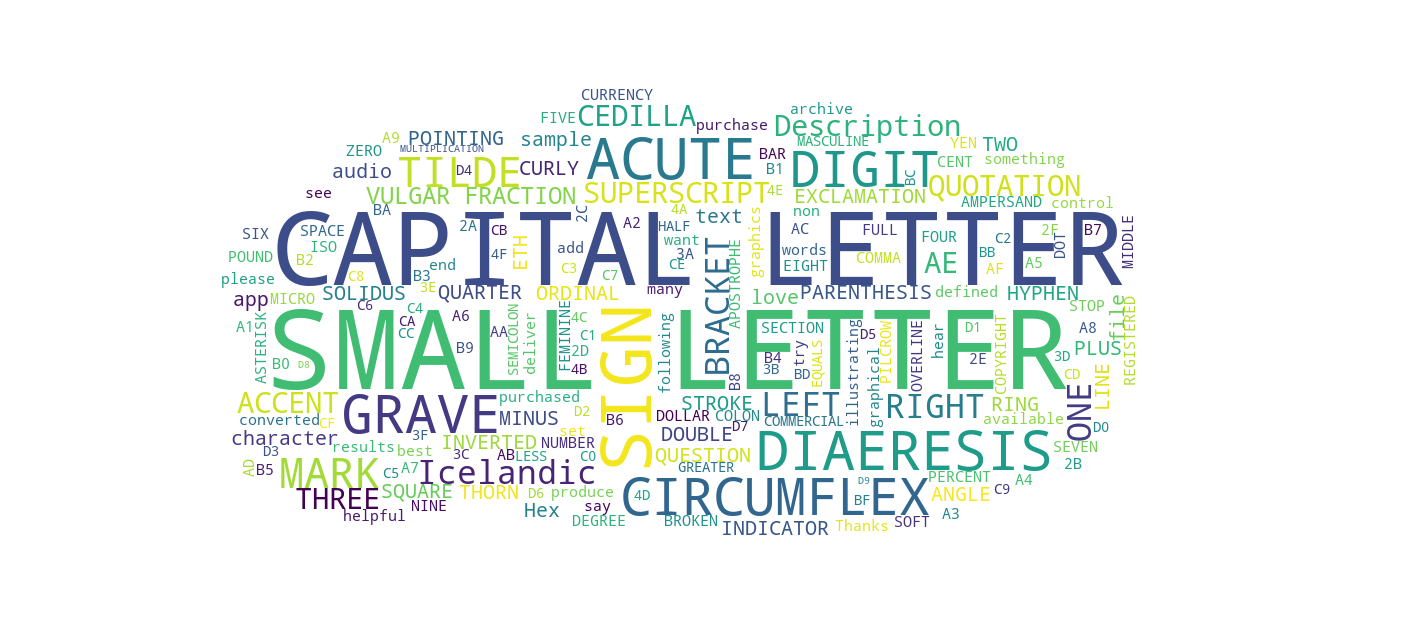 CURRENCY
FIVE CEDILLA purchase archive Description
A9 POINTING MULTIPLICATION sample ACUTE BAR MASCULINE YEN TWO
ZERO audio TILDE D4 CURLY B1 DIGIT BC CENT something
see VULGAR FRACTION SUPERSCRIPT 4E EXCLAMATION QUOTATION
BA 2A 2C 4A text non AMPERSAND control
SIX SPACE CB A2 HALF graphics AC FULL FOUR C2 2F DOT B7 MIDDLE
POUND ISO B2 CAPITAL LETTER
4F ETH add want 3A words COMMA AE BB
please C8 B3 end C3 C7 CE APOSTROPHE EIGHT AF A5
app MICRO SOLIDUS 3E QUARTER ORDINAL many love PARENTHESIS defined HYPHEN
C6 C4 BRACKET STOP file
A1 ASTERISK CA A6 SEMICOLON deliver FEMININE 4C SIGN following SECTION D5 D1 COPYRIGHT A8 REGISTERED
B0 D8 CC B9 AA 2D C1 B4 try EQUALS illustrating PILCROW OVERLINE hear 2E 3D PLUS
SMALL LETTER
4B B8 3B BD graphical CD
ACCENT GRAVE purchased STROKE LEFT RIGHT RING ONE LINE
converted CF MINUS D2 B6 DOLLAR COLON COMMERCIAL available
character 3F set D7 D0
D3 results best INVERTED NUMBER DOUBLE DIAERESIS SEVEN
AD B5 MARK C5 A7 3C AB LESS C0 QUESTION 2B
Icelandic GREATER PERCENT A4
THREE SQUARE THORN D6 produce 4D CIRCUMFLEX D9 BF ANGLE C9
helpful NINE Hex say A3
DEGREE BROKEN INDICATOR Thanks SOFT